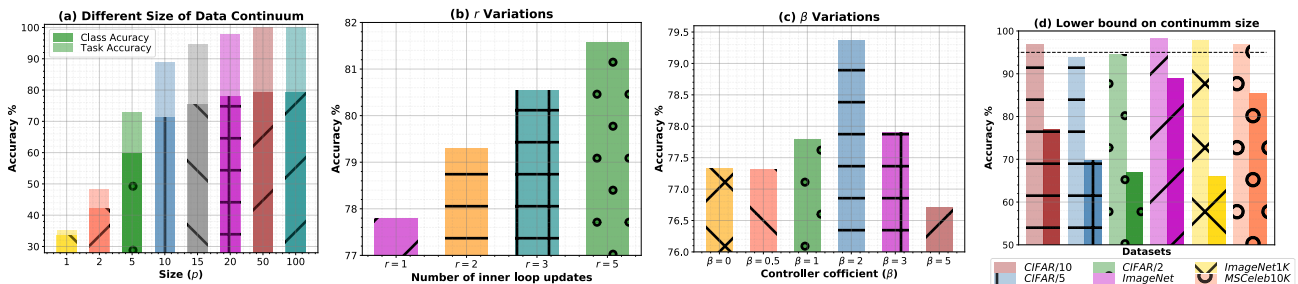 (a) Different Size of Data Continuum
Class Acuracy
Task Accuracy
100
90
80
70
60
50
40
30
Accuracy %
1 2 5 10 15 20 50 100
Size (ρ)
(b) r Variations
82
81
80
79
78
77
Accuracy %
r = 1 r = 2 r = 3 r = 5
Number of inner loop updates
(c) β Variations
79.5
79.0
78.5
78.0
77.5
77.0
76.5
76.0
Accuracy %
β = 0 β = 0.5 β = 1 β = 2 β = 3 β = 5
Controller cofficient (β)
(d) Lower bound on continumm size
100
90
80
70
60
50
Accuracy %
Datasets
CIFAR/10 CIFAR/2 ImageNet1K
CIFAR/5 ImageNet MSCeleb10K